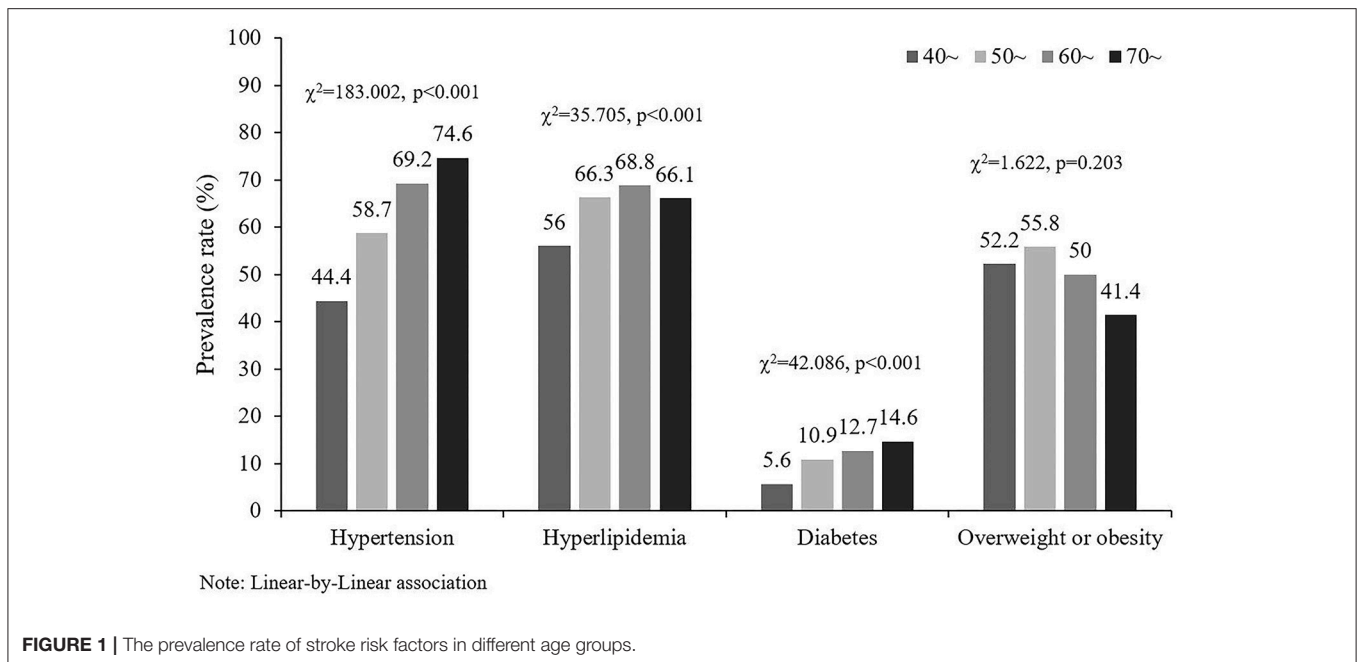 100
90
80
70
60
50
40
30
20
10
0
Prevalence rate (%)
40~ 50~ 60~ 70~
χ²=183.002, p<0.001
44.4 58.7 69.2 74.6
χ²=35.705, p<0.001
56 66.3 68.8 66.1
χ²=42.086, p<0.001
5.6 10.9 12.7 14.6
χ²=1.622, p=0.203
52.2 55.8 50 41.4
Hypertension Hyperlipidemia Diabetes Overweight or obesity
Note: Linear-by-Linear association
FIGURE 1 | The prevalence rate of stroke risk factors in different age groups.